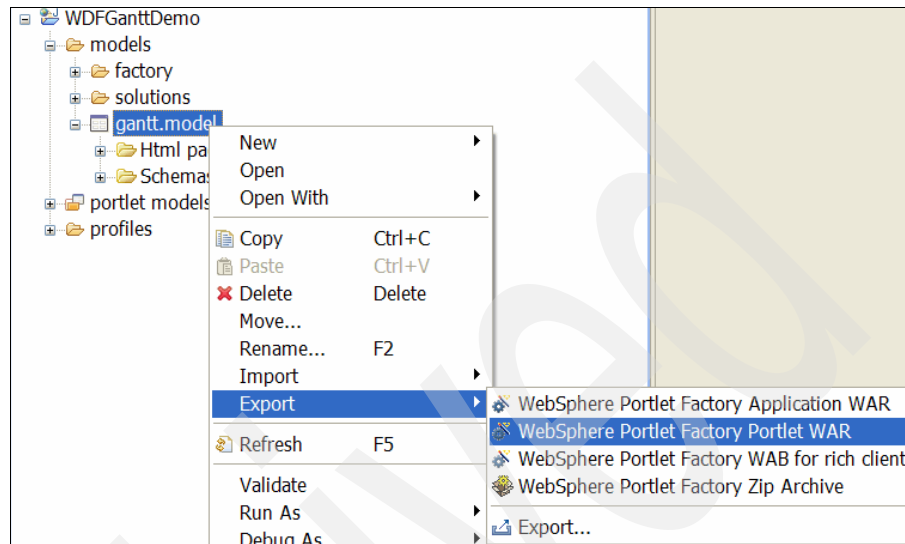 WDFGanttDemo
models
factory
solutions
gantt.model
Html pa
Schemas
portlet models
profiles
New
Open
Open With
Copy Ctrl+C
Paste Ctrl+V
Delete Delete
Move...
Rename... F2
Import
Export
Refresh F5
Validate
Run As
Debug As
WebSphere Portlet Factory Application WAR
WebSphere Portlet Factory Portlet WAR
WebSphere Portlet Factory WAB for rich client
WebSphere Portlet Factory Zip Archive
Export...